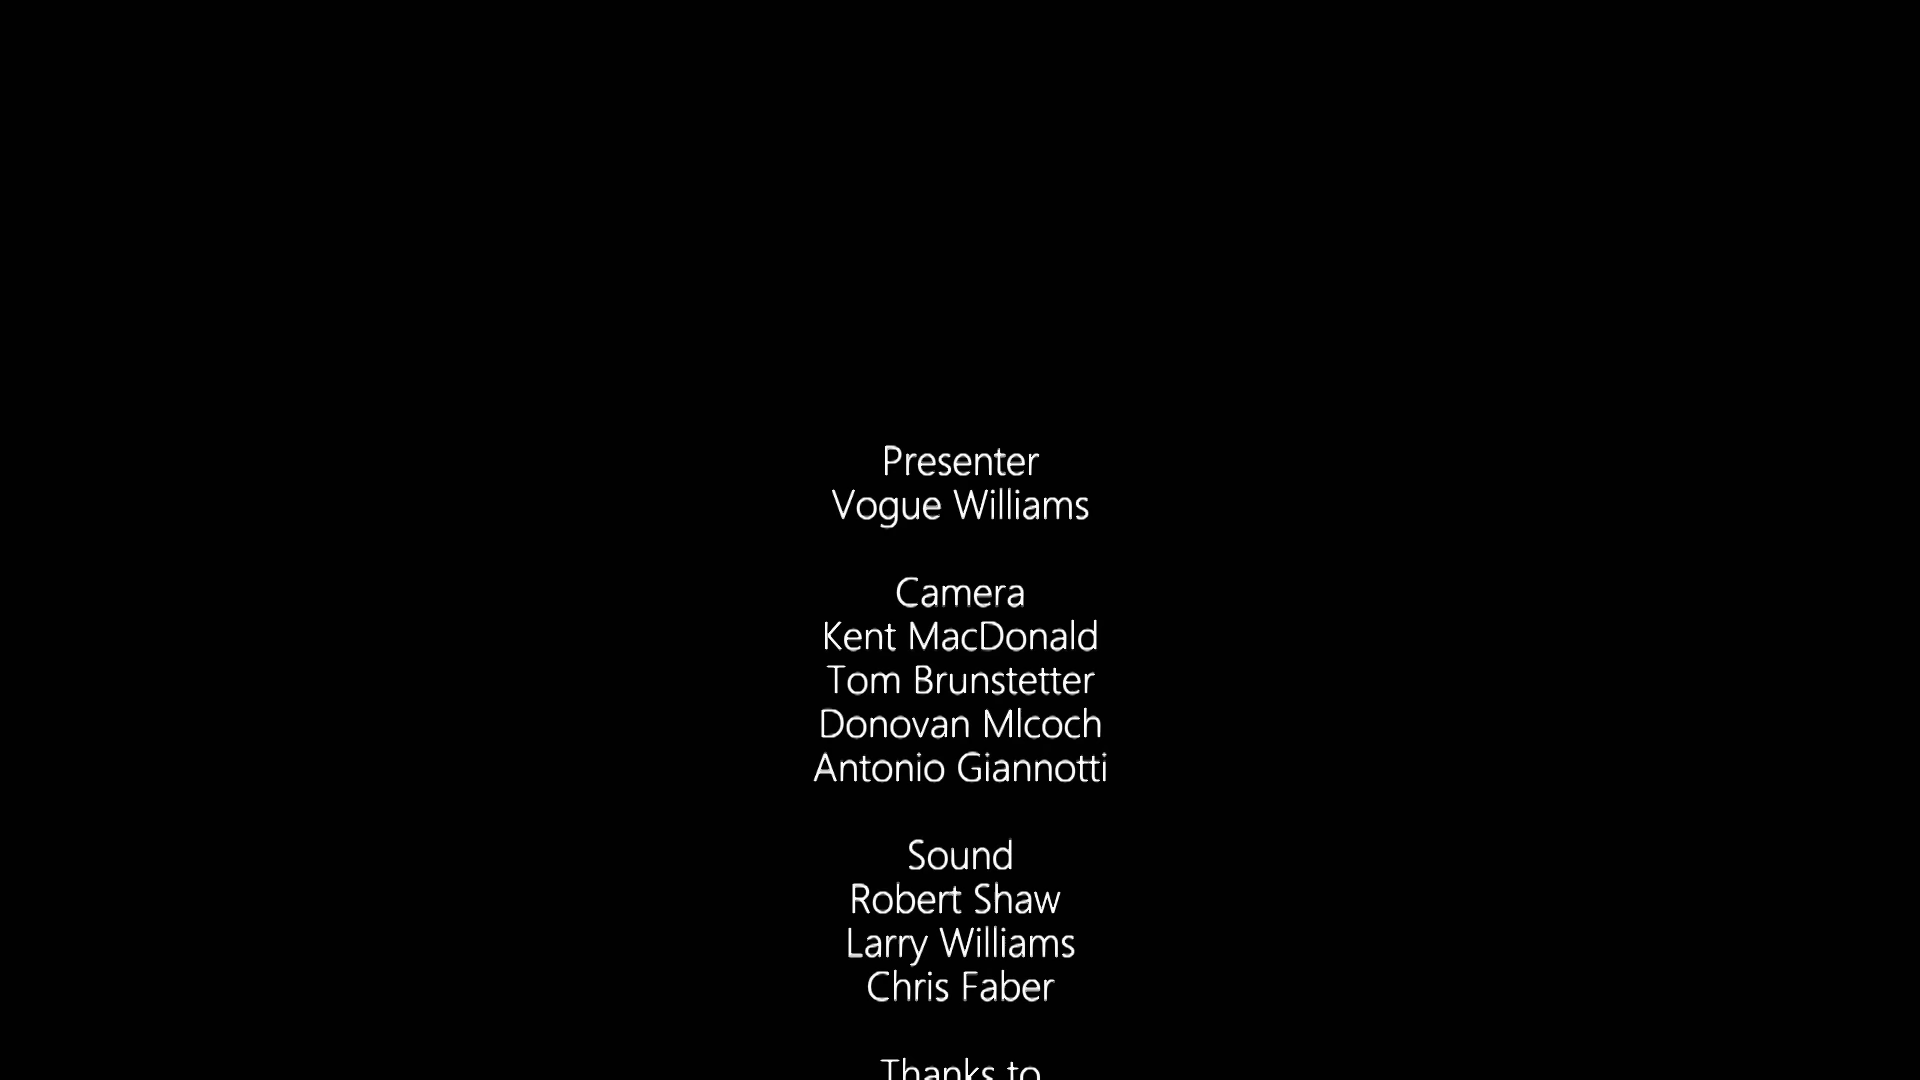 Presenter
Vogue Williams
Camera
Kent MacDonald
Tom Brunstetter
Donovan Mlcoch
Antonio Giannotti
Sound
Robert Shaw
Larry Williams
Chris Faber
Thanks to